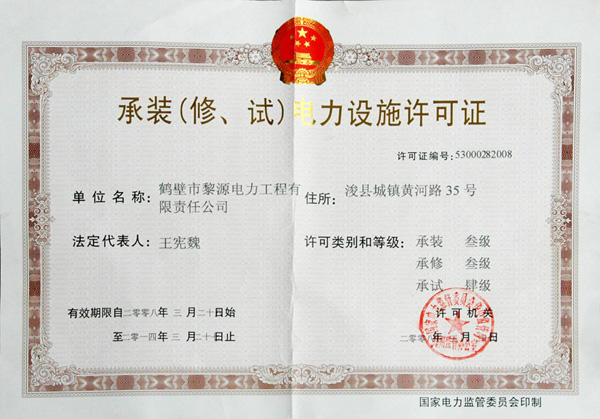 承装(修、试)电力设施许可证
许可证编号:53000282008
单位名称:鹤壁市黎源电力工程有限责任公司
住所:浚县城镇黄河路35号
法定代表人:王宪魏
许可类别和等级:承装 叁级
承修 叁级
承试 肆级
有效期限自二零零八年三月二十日始
至二零一四年三月二十日止
许可机关
二零零八年 月 日
国家电力监管委员会印制